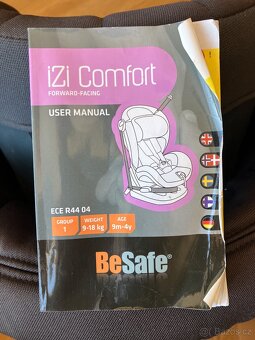 iZi Comfort
FORWARD-FACING
USER MANUAL
ECE R44 04
GROUP WEIGHT AGE
1 9-18 kg 9m-4y
BeSafe®